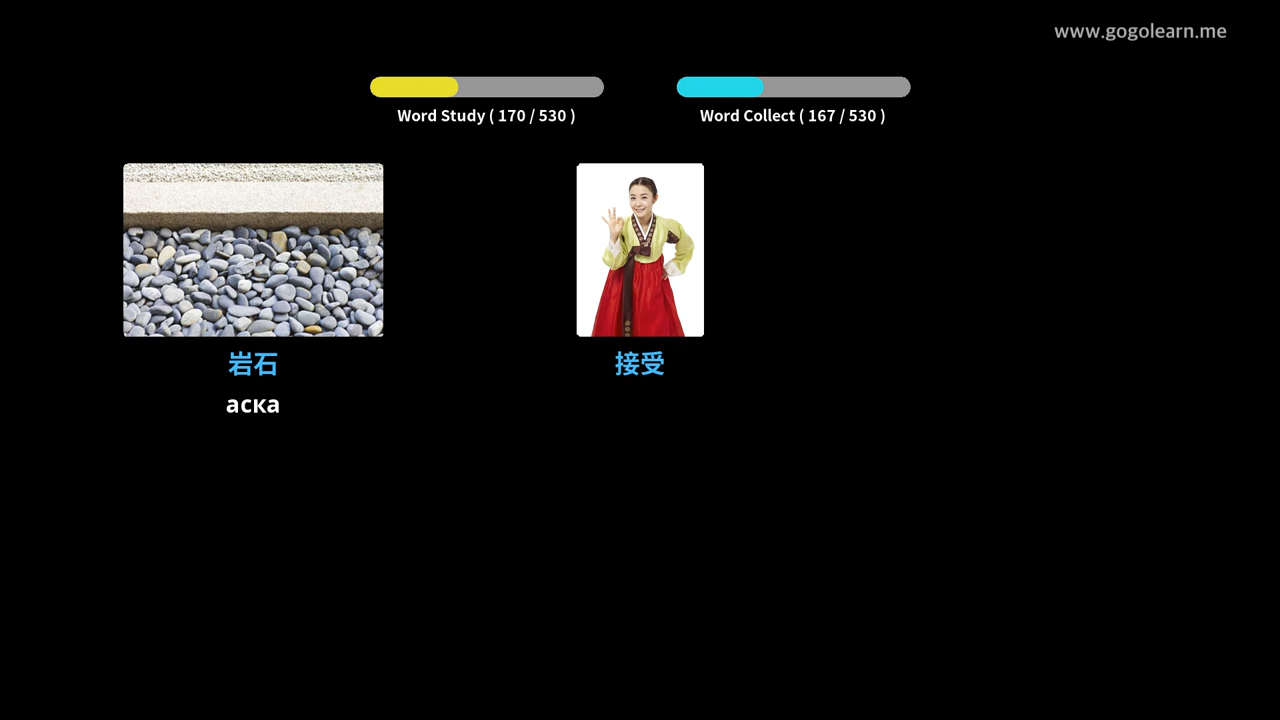 www.gogolearn.me
Word Study ( 170 / 530 )
Word Collect ( 167 / 530 )
岩石
接受
аска